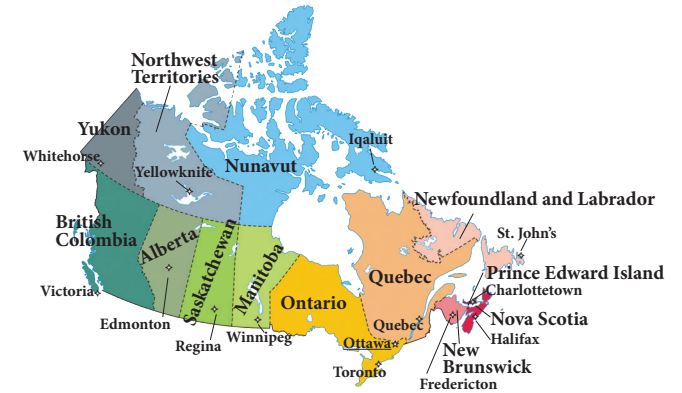 Northwest
Territories
Yukon
Whitehorse
Yellowknife
Nunavut
Iqaluit
Newfoundland and Labrador
St. John's
British
Colombia
Alberta
Saskatchewan
Manitoba
Quebec
Prince Edward Island
Charlottetown
Victoria
Ontario
Edmonton
Regina
Winnipeg
Quebec
Ottawa
Toronto
Nova Scotia
Halifax
New
Brunswick
Fredericton